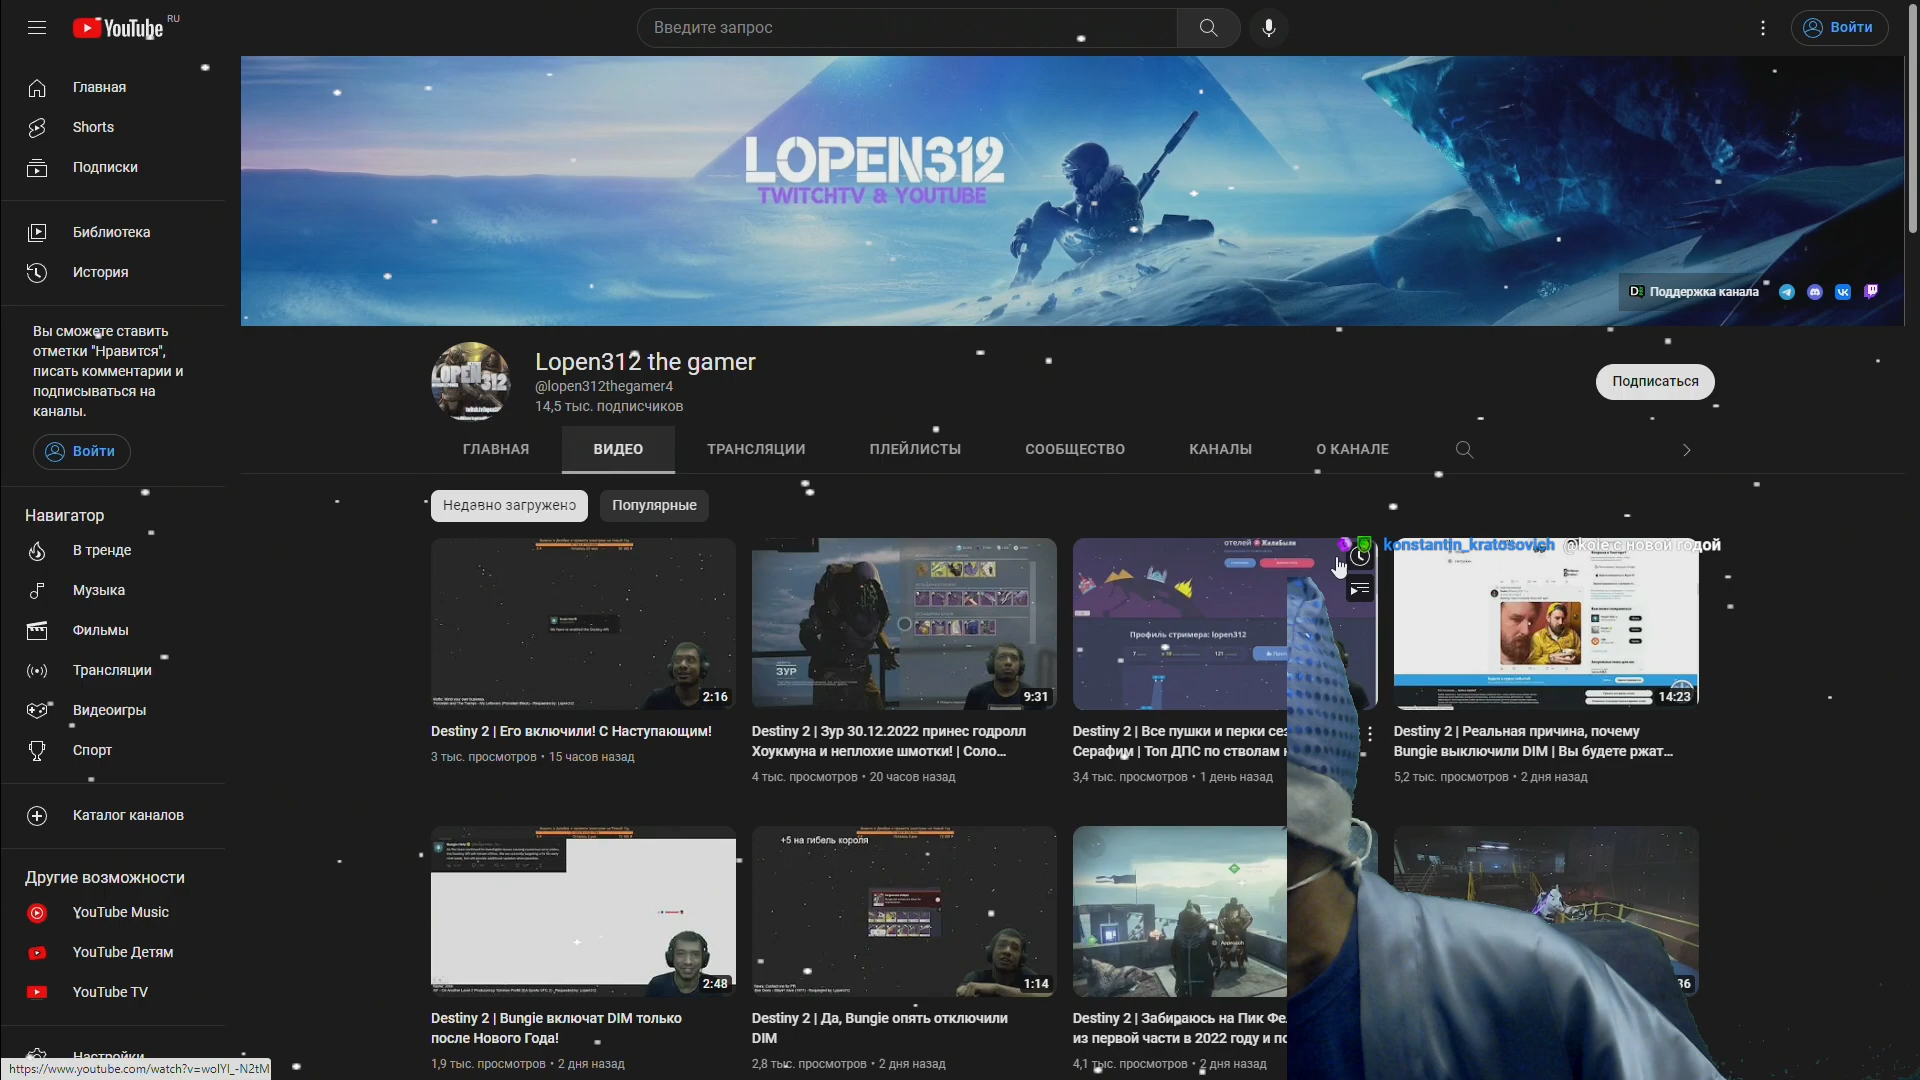 YouTube RU
Введите запрос
Войти
Главная
Shorts
Подписки
Библиотека
История
Вы сможете ставить
отметки "Нравится",
писать комментарии и
подписываться на
каналы.
Войти
Навигатор
В тренде
Музыка
Фильмы
Трансляции
Видеоигры
Спорт
Каталог каналов
Другие возможности
YouTube Music
YouTube Детям
YouTube TV
Настройки
LOPEN312
TWITCHTV & YOUTUBE
Поддержка канала
LOPEN312
Lopen312 the gamer
@lopen312thegamer4
14,5 тыс. подписчиков
Подписаться
ГЛАВНАЯ
ВИДЕО
ТРАНСЛЯЦИИ
ПЛЕЙЛИСТЫ
СООБЩЕСТВО
КАНАЛЫ
О КАНАЛЕ
Недавно загружено
Популярные
konstantin_kratosovich @kole с новой годой
2:16
ЗУР
9:31
отелей ЖалиБыли
Профиль стримера: lopen312
14:23
Destiny 2 | Его включили! С Наступающим!
3 тыс. просмотров • 15 часов назад
Destiny 2 | Зур 30.12.2022 принес годролл
Хоукмуна и неплохие шмотки! | Соло...
4 тыс. просмотров • 20 часов назад
Destiny 2 | Все пушки и перки сез
Серафим | Топ ДПС по стволам
3,4 тыс. просмотров • 1 день назад
Destiny 2 | Реальная причина, почему
Bungie выключили DIM | Вы будете ржат...
5,2 тыс. просмотров • 2 дня назад
2:48
+5 на гибель короля
1:14
Approach
36
Destiny 2 | Bungie включат DIM только
после Нового Года!
1,9 тыс. просмотров • 2 дня назад
Destiny 2 | Да, Bungie опять отключили
DIM
2,8 тыс. просмотров • 2 дня назад
Destiny 2 | Забираюсь на Пик Фе
из первой части в 2022 году и по
4,1 тыс. просмотров • 2 дня назад
https://www.youtube.com/watch?v=woIYI_-N2tM